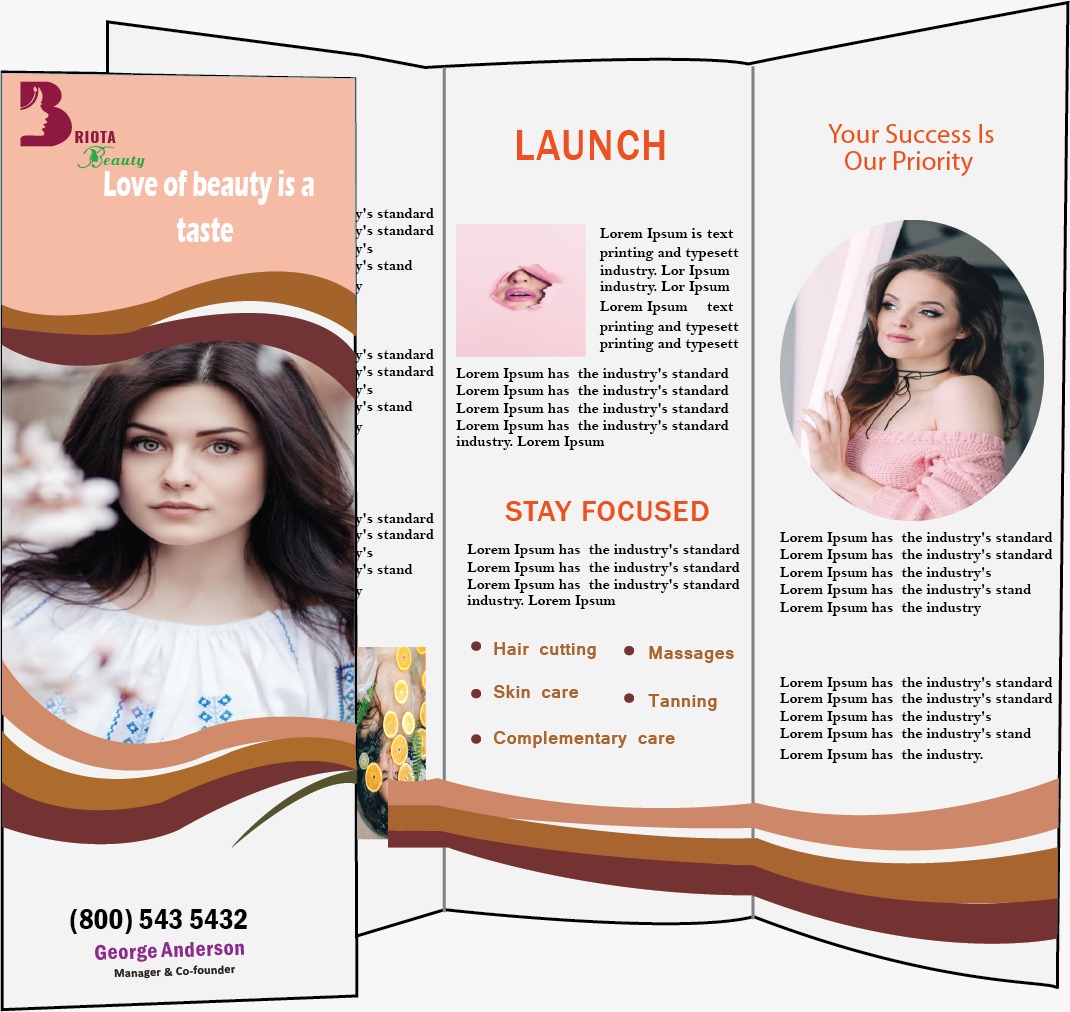 BRIOTA
Beauty
Love of beauty is a
taste
(800) 543 5432
George Anderson
Manager & Co-founder
y's standard
y's standard
y's
y's stand
y
y's standard
y's standard
y's
y's stand
y
y's standard
y's standard
y's
y's stand
y
LAUNCH
Lorem Ipsum is text
printing and typesett
industry. Lor Ipsum
industry. Lor Ipsum
Lorem Ipsum text
printing and typesett
printing and typesett
Lorem Ipsum has the industry's standard
Lorem Ipsum has the industry's standard
Lorem Ipsum has the industry's standard
Lorem Ipsum has the industry's standard
industry. Lorem Ipsum
STAY FOCUSED
Lorem Ipsum has the industry's standard
Lorem Ipsum has the industry's standard
Lorem Ipsum has the industry's standard
industry. Lorem Ipsum
Hair cutting
Massages
Skin care
Tanning
Complementary care
Your Success Is
Our Priority
Lorem Ipsum has the industry's standard
Lorem Ipsum has the industry's standard
Lorem Ipsum has the industry's
Lorem Ipsum has the industry's stand
Lorem Ipsum has the industry
Lorem Ipsum has the industry's standard
Lorem Ipsum has the industry's standard
Lorem Ipsum has the industry's
Lorem Ipsum has the industry's stand
Lorem Ipsum has the industry.